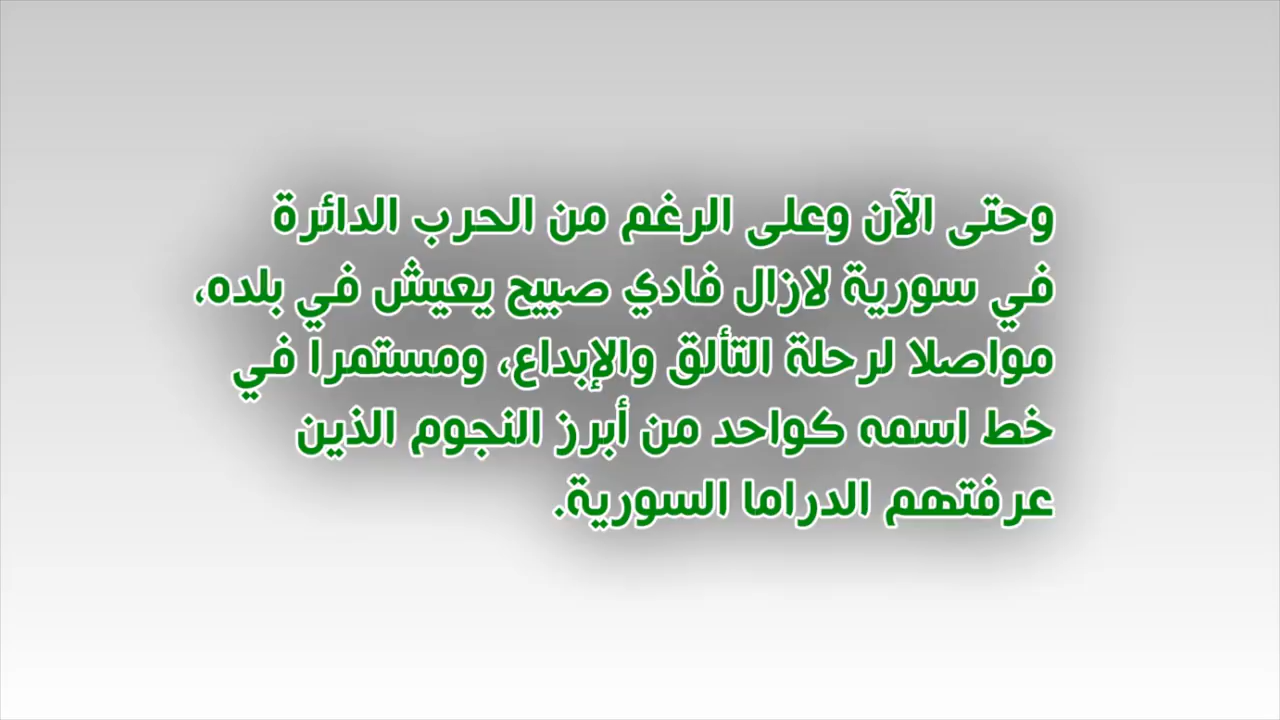 وحتى الآن وعلى الرغم من الحرب الدائرة
في سورية لازال فادي صبيح يعيش في بلده،
مواصلا لرحلة التألق والإبداع، ومستمرا في
خط اسمه كواحد من أبرز النجوم الذين
عرفتهم الدراما السورية.